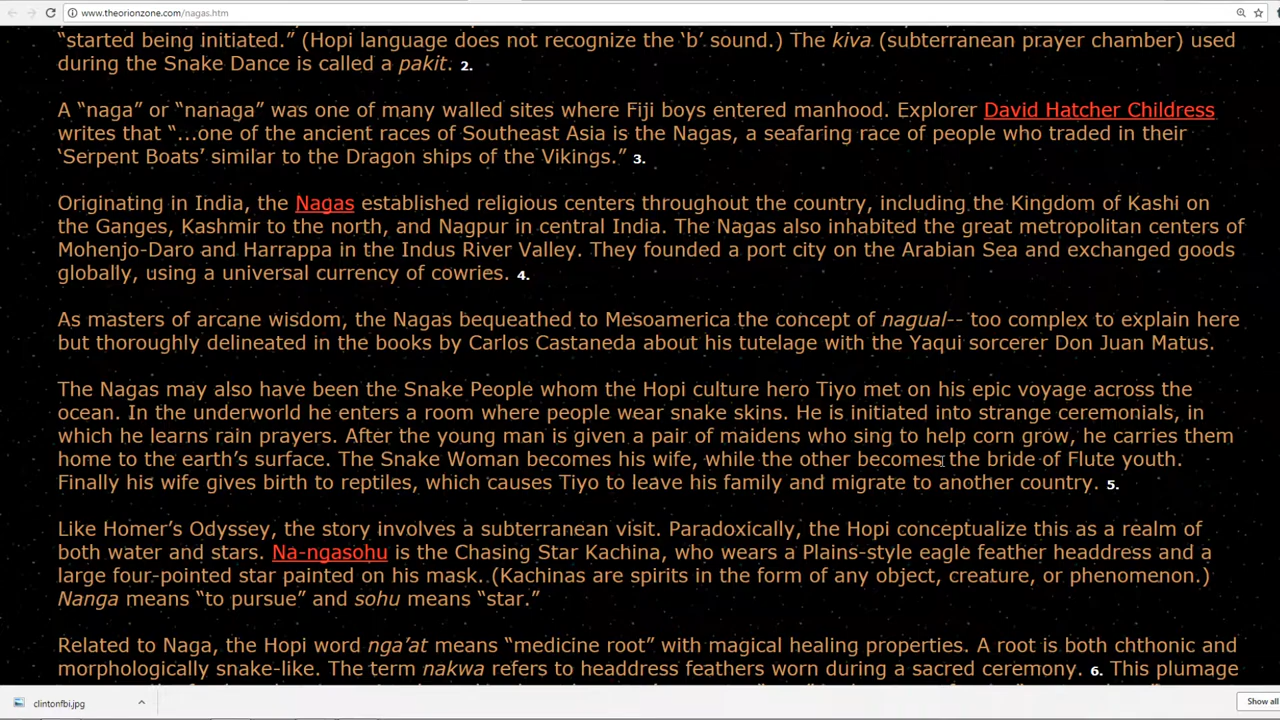 www.theorionzone.com/nagas.htm
“started being initiated.” (Hopi language does not recognize the ‘b’ sound.) The kiva (subterranean prayer chamber) used
during the Snake Dance is called a pakit. 2.
A “naga” or “nanaga” was one of many walled sites where Fiji boys entered manhood. Explorer David Hatcher Childress
writes that “…one of the ancient races of Southeast Asia is the Nagas, a seafaring race of people who traded in their
‘Serpent Boats’ similar to the Dragon ships of the Vikings.” 3.
Originating in India, the Nagas established religious centers throughout the country, including the Kingdom of Kashi on
the Ganges, Kashmir to the north, and Nagpur in central India. The Nagas also inhabited the great metropolitan centers of
Mohenjo-Daro and Harrappa in the Indus River Valley. They founded a port city on the Arabian Sea and exchanged goods
globally, using a universal currency of cowries. 4.
As masters of arcane wisdom, the Nagas bequeathed to Mesoamerica the concept of nagual-- too complex to explain here
but thoroughly delineated in the books by Carlos Castaneda about his tutelage with the Yaqui sorcerer Don Juan Matus.
The Nagas may also have been the Snake People whom the Hopi culture hero Tiyo met on his epic voyage across the
ocean. In the underworld he enters a room where people wear snake skins. He is initiated into strange ceremonials, in
which he learns rain prayers. After the young man is given a pair of maidens who sing to help corn grow, he carries them
home to the earth’s surface. The Snake Woman becomes his wife, while the other becomes the bride of Flute youth.
Finally his wife gives birth to reptiles, which causes Tiyo to leave his family and migrate to another country. 5.
Like Homer’s Odyssey, the story involves a subterranean visit. Paradoxically, the Hopi conceptualize this as a realm of
both water and stars. Na-ngasohu is the Chasing Star Kachina, who wears a Plains-style eagle feather headdress and a
large four-pointed star painted on his mask. (Kachinas are spirits in the form of any object, creature, or phenomenon.)
Nanga means “to pursue” and sohu means “star.”
Related to Naga, the Hopi word nga’at means “medicine root” with magical healing properties. A root is both chthonic and
morphologically snake-like. The term nakwa refers to headdress feathers worn during a sacred ceremony. 6. This plumage
clintonfbi.jpg
Show all